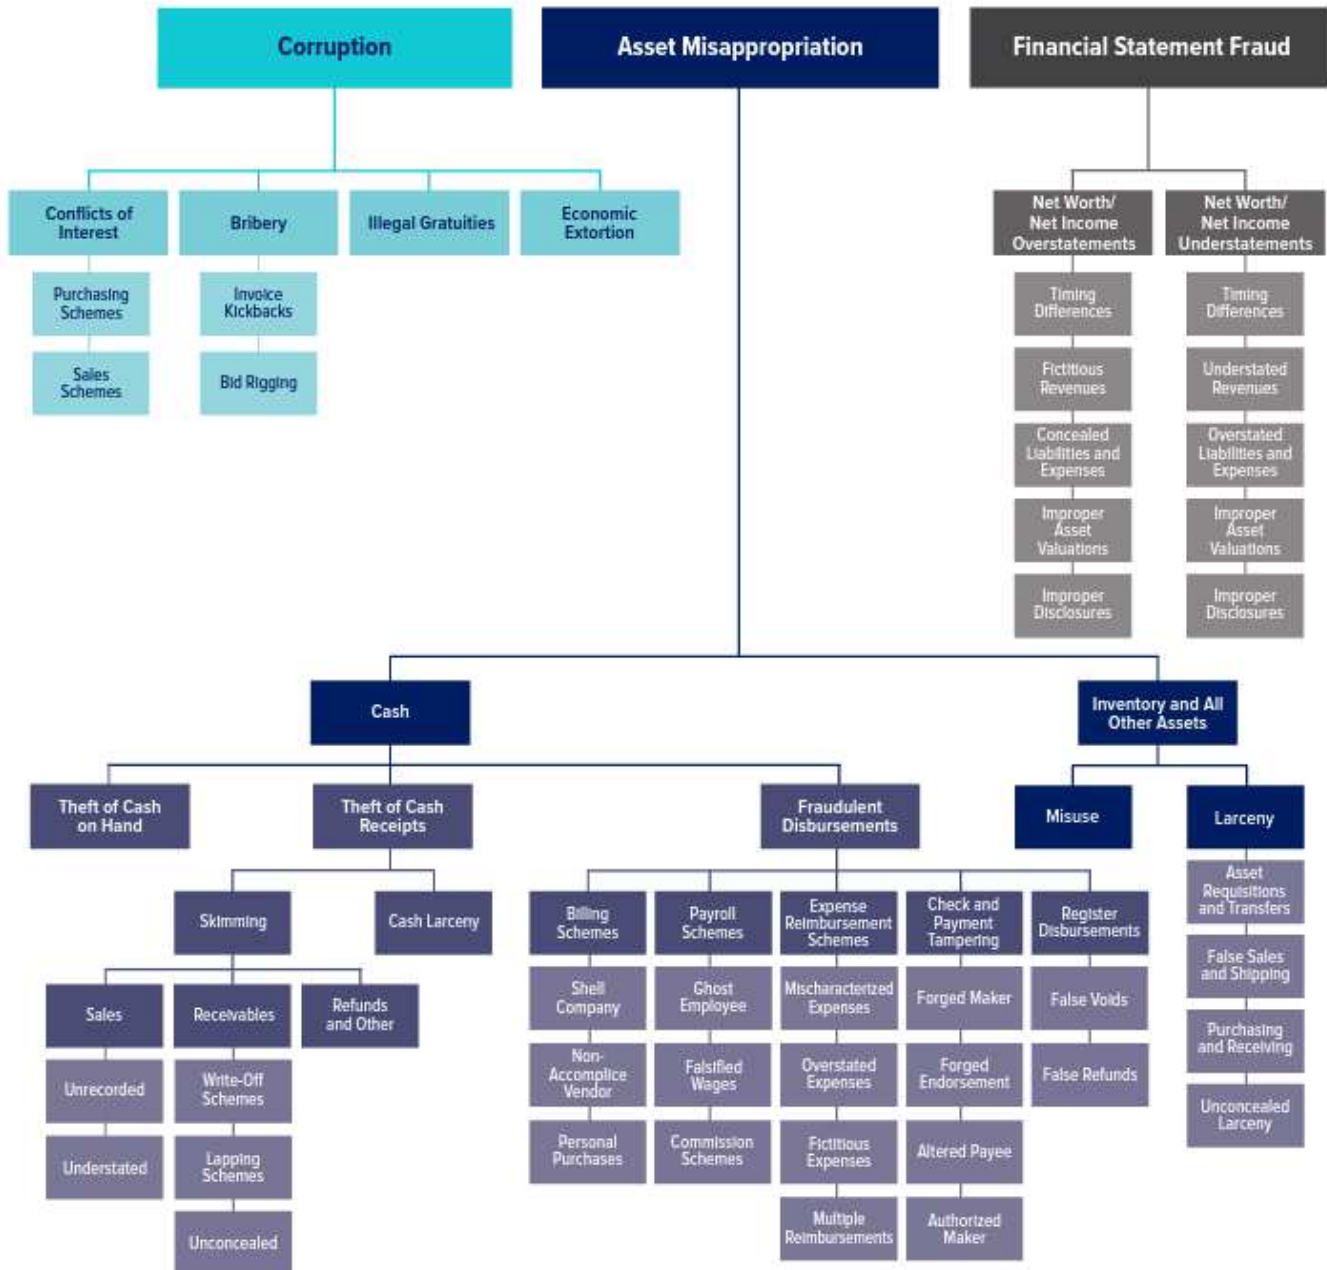 Corruption
Asset Misappropriation
Financial Statement Fraud
Conflicts of
Interest
Bribery
Illegal Gratuities
Economic
Extortion
Net Worth/
Net Income
Overstatements
Net Worth/
Net Income
Understatements
Purchasing
Schemes
Sales
Schemes
Invoice
Kickbacks
Bid Rigging
Timing
Differences
Fictitious
Revenues
Concealed
Liabilities and
Expenses
Improper
Asset
Valuations
Improper
Disclosures
Timing
Differences
Understated
Revenues
Overstated
Liabilities and
Expenses
Improper
Asset
Valuations
Improper
Disclosures
Cash
Inventory and All
Other Assets
Theft of Cash
on Hand
Theft of Cash
Receipts
Fraudulent
Disbursements
Misuse
Larceny
Skimming
Cash Larceny
Sales
Receivables
Refunds
and Other
Unrecorded
Understated
Write-Off
Schemes
Lapping
Schemes
Unconcealed
Billing
Schemes
Shell
Company
Non-
Accomplice
Vendor
Personal
Purchases
Payroll
Schemes
Ghost
Employee
Falsified
Wages
Commission
Schemes
Expense
Reimbursement
Schemes
Mischaracterized
Expenses
Overstated
Expenses
Fictitious
Expenses
Multiple
Reimbursements
Check and
Payment
Tampering
Forged Maker
Forged
Endorsement
Altered Payee
Authorized
Maker
Register
Disbursements
False Voids
False Refunds
Asset
Requisitions
and Transfers
False Sales
and Shipping
Purchasing
and Receiving
Unconcealed
Larceny